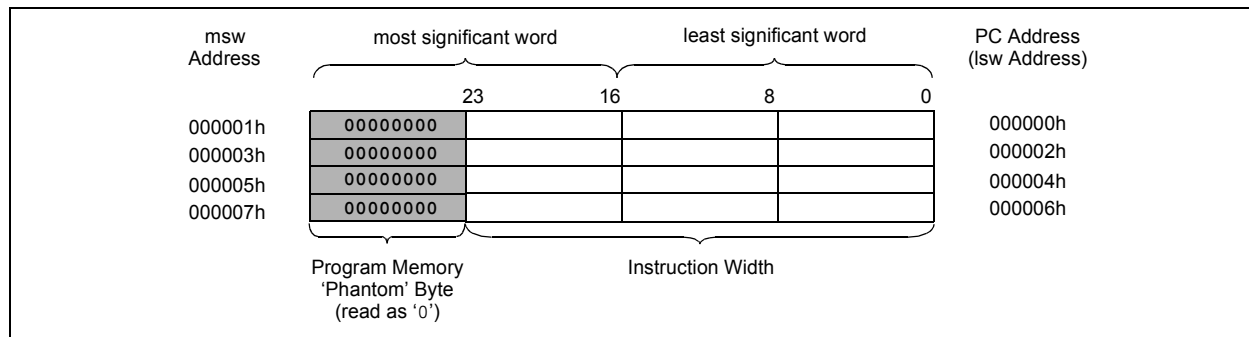 msw
Address
most significant word
least significant word
PC Address
(lsw Address)
23
16
8
0
000001h
00000000
000000h
000003h
00000000
000002h
000005h
00000000
000004h
000007h
00000000
000006h
Program Memory
‘Phantom’ Byte
(read as ‘0’)
Instruction Width